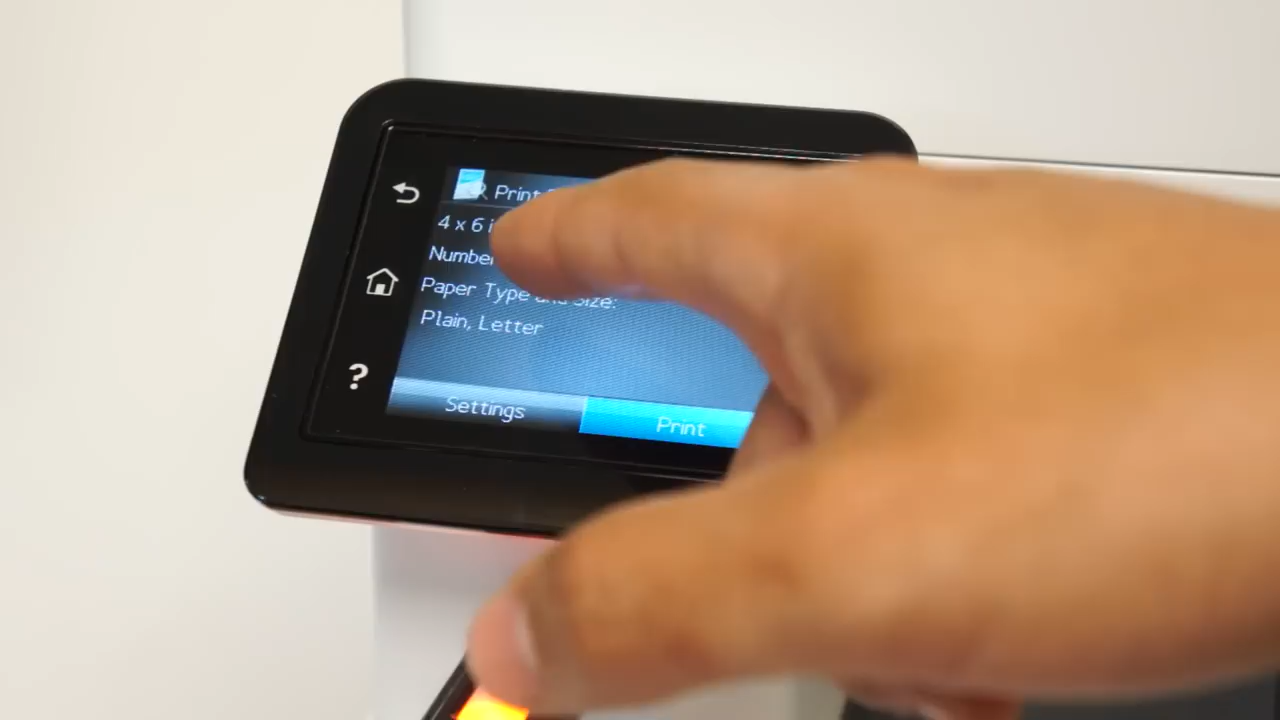 Print
4 x 6
Number
Paper Type and Size:
Plain, Letter
?
Settings
Print